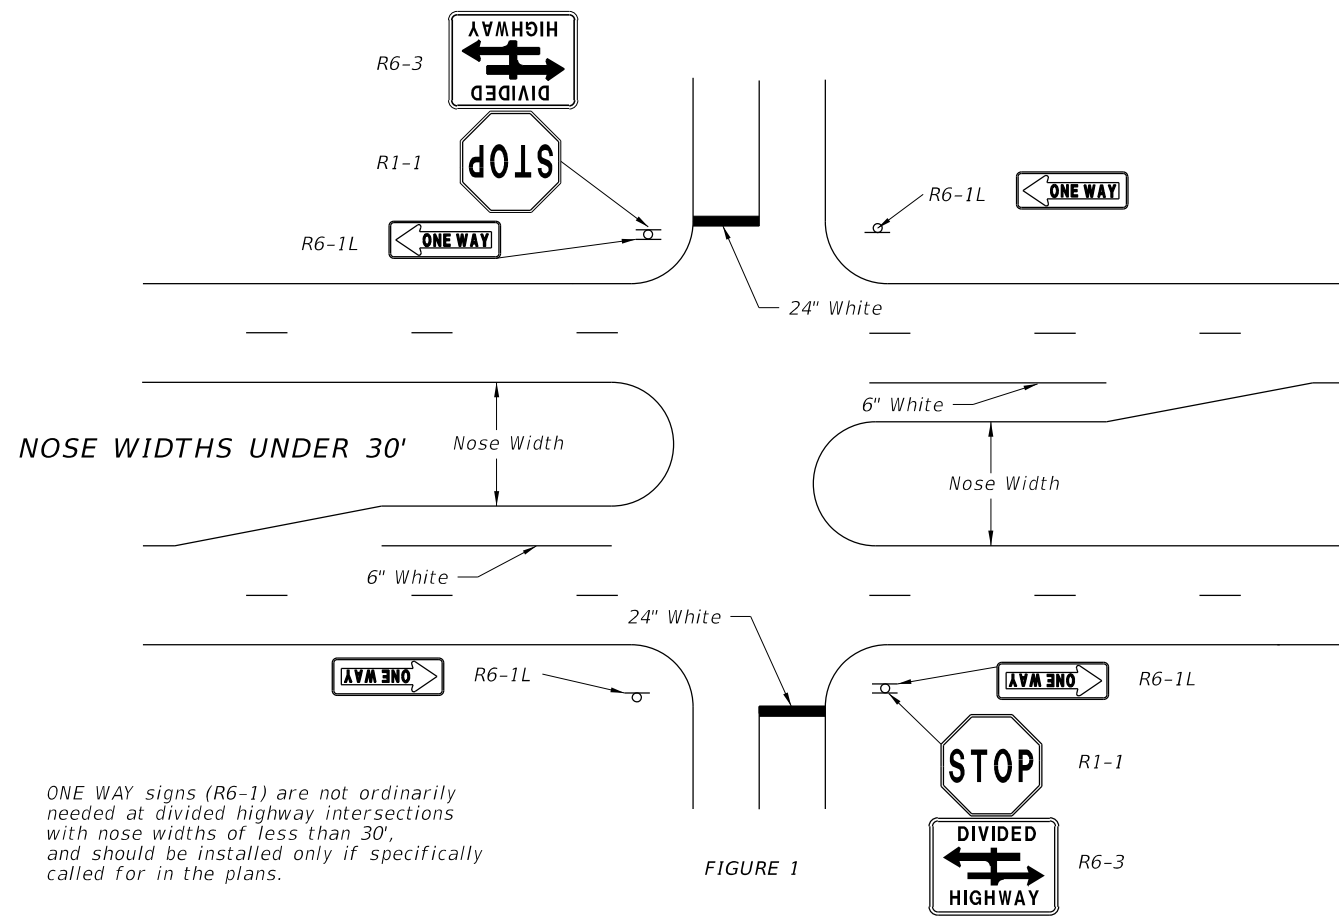 HIGHWAY
DIVIDED
R6-3
STOP
R1-1
ONE WAY
R6-1L
R6-1L
ONE WAY
24" White
6" White
NOSE WIDTHS UNDER 30'
Nose Width
Nose Width
6" White
24" White
ONE WAY
R6-1L
ONE WAY
R6-1L
STOP
R1-1
ONE WAY signs (R6-1) are not ordinarily
needed at divided highway intersections
with nose widths of less than 30',
and should be installed only if specifically
called for in the plans.
FIGURE 1
DIVIDED
HIGHWAY
R6-3